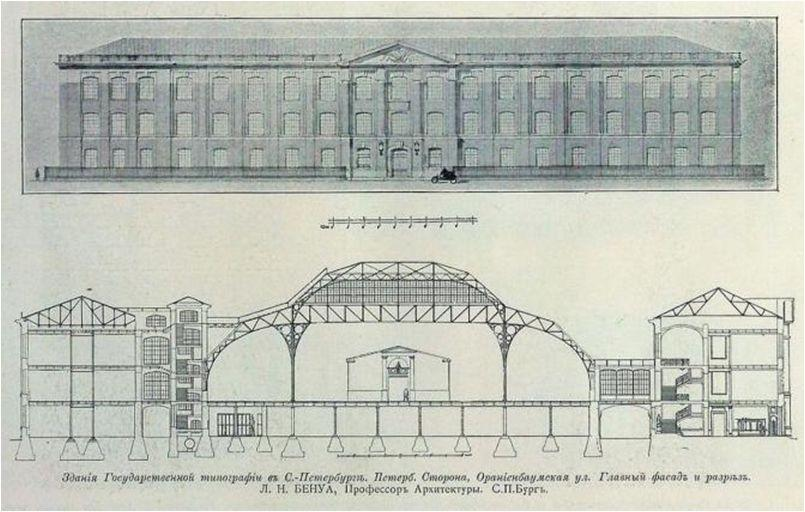 Зданія Государственной типографіи въ С.-Петербургѣ. Петерб. Сторона, Ораніенбаумская ул. Главный фасадъ и разрѣзъ.
Л. Н. БЕНУА, Профессоръ Архитектуры. С.П.Бургъ.